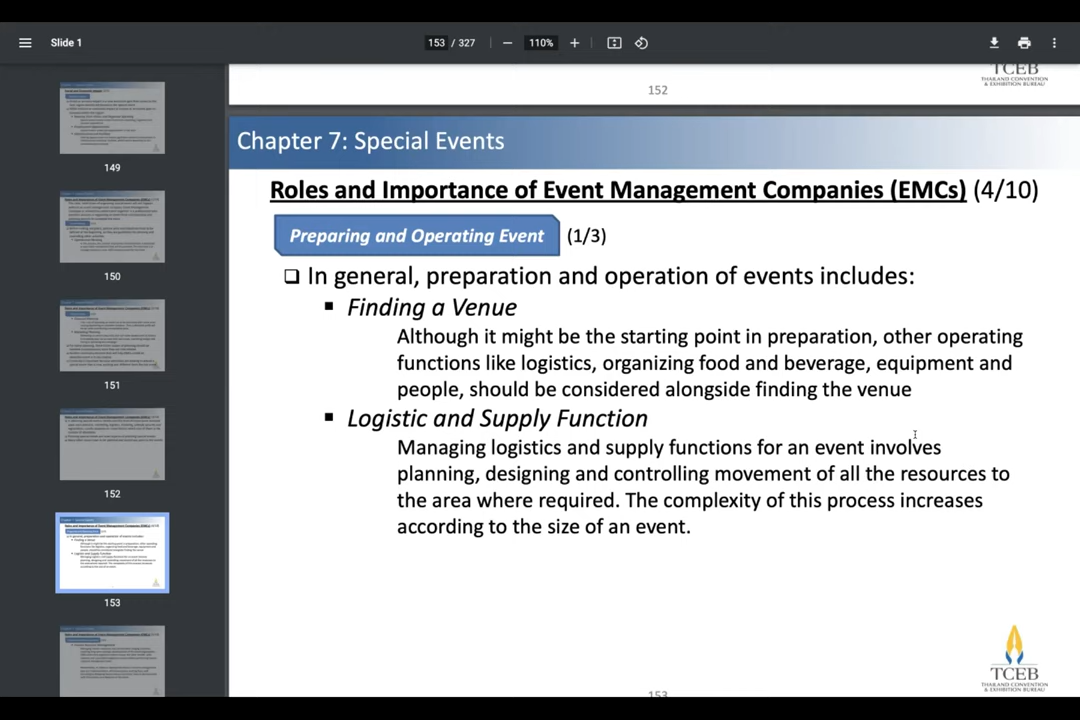 Slide 1
153 / 327
110%
149
150
151
152
153
TCEB
THAILAND CONVENTION
& EXHIBITION BUREAU
152
Chapter 7: Special Events
Roles and Importance of Event Management Companies (EMCs) (4/10)
Preparing and Operating Event (1/3)
In general, preparation and operation of events includes:
Finding a Venue
Although it might be the starting point in preparation, other operating
functions like logistics, organizing food and beverage, equipment and
people, should be considered alongside finding the venue
Logistic and Supply Function
Managing logistics and supply functions for an event involves
planning, designing and controlling movement of all the resources to
the area where required. The complexity of this process increases
according to the size of an event.
TCEB
THAILAND CONVENTION
& EXHIBITION BUREAU
153